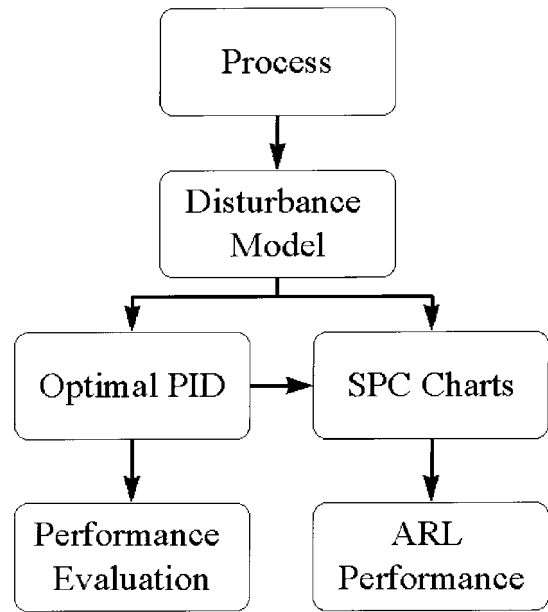 Process
Disturbance
Model
Optimal PID
SPC Charts
Performance
Evaluation
ARL
Performance